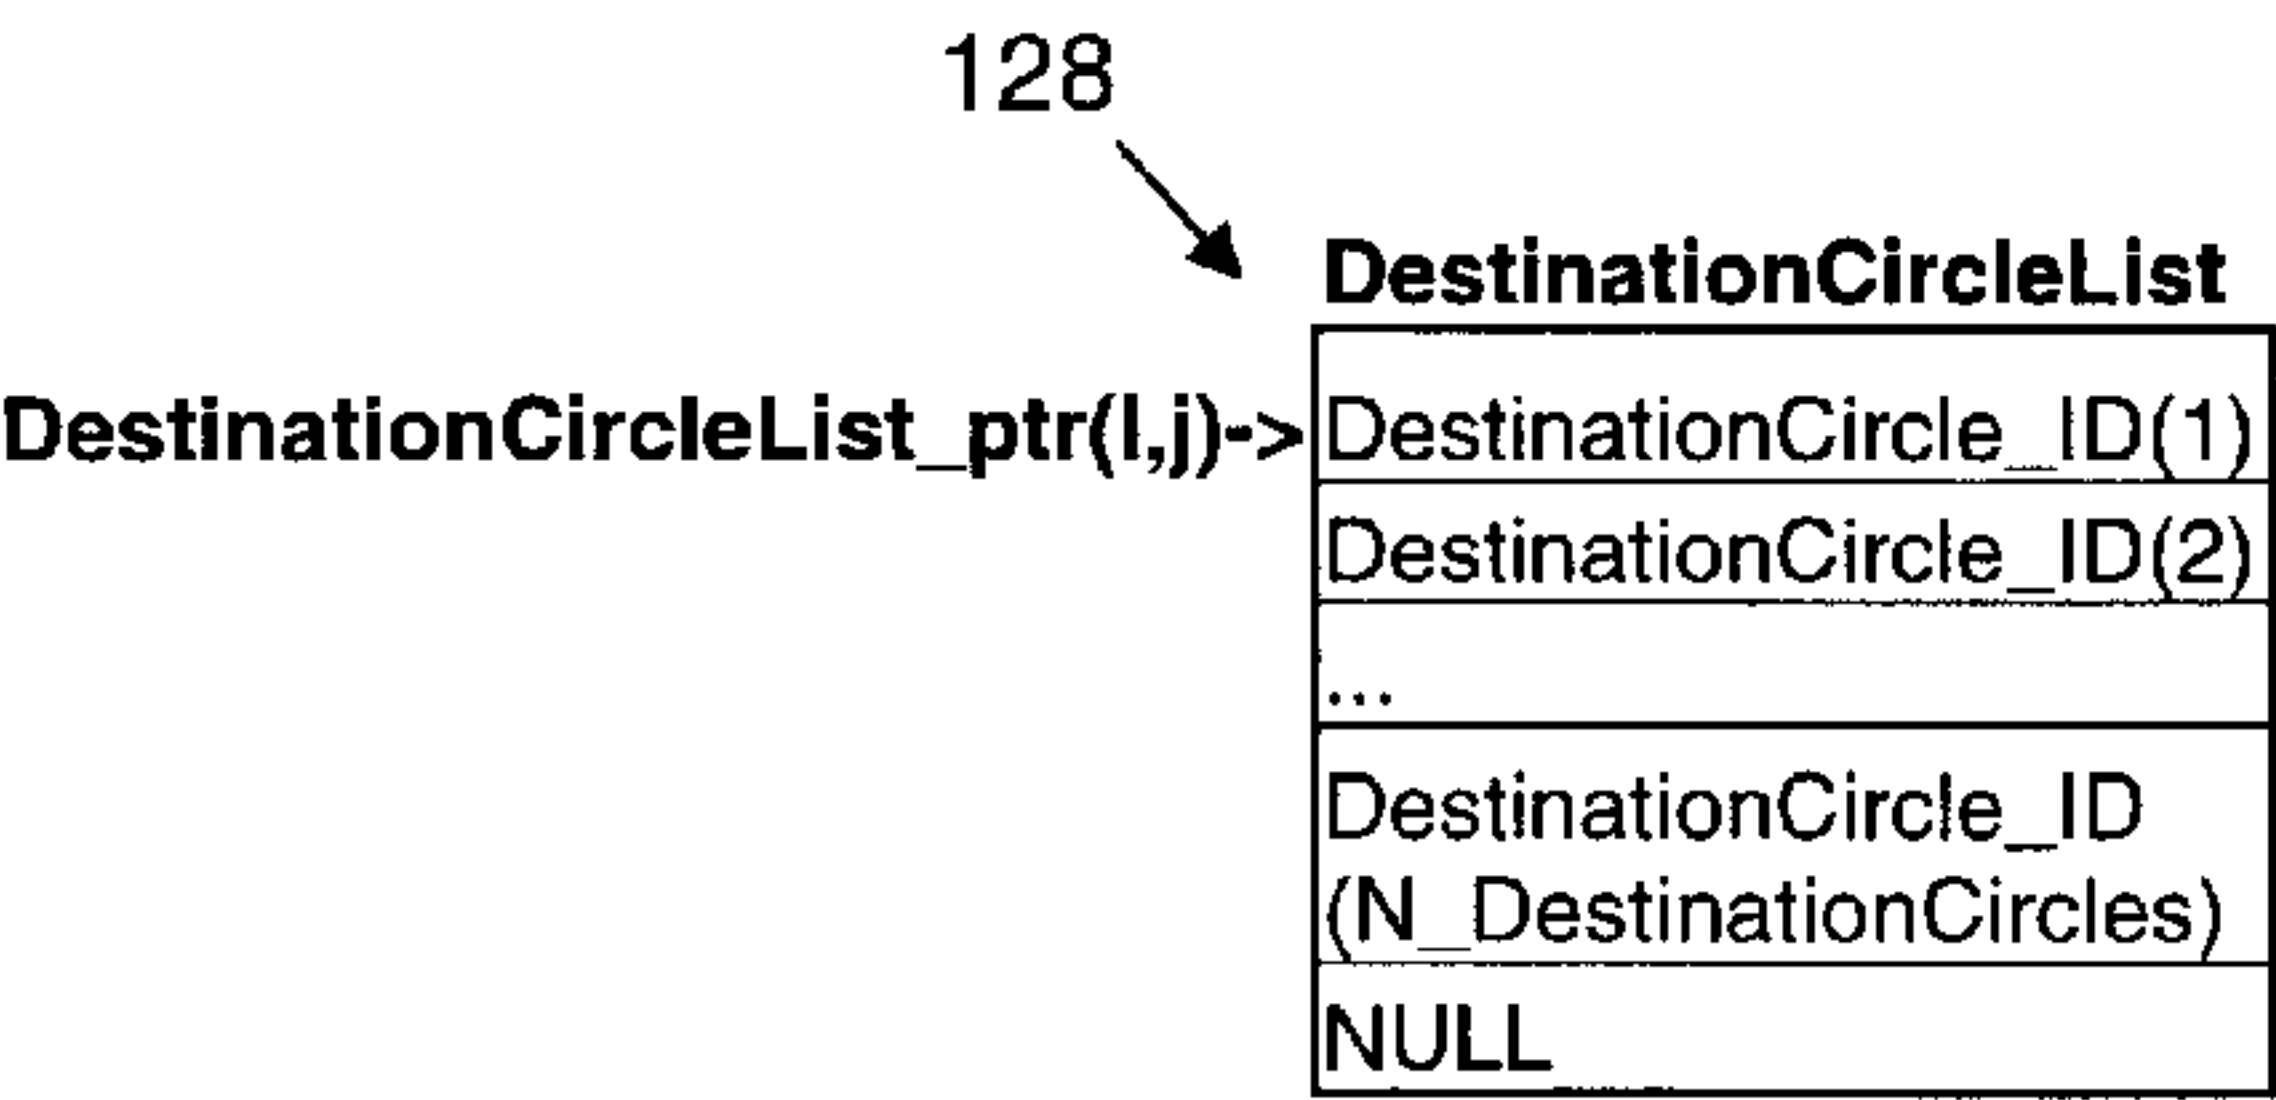 128
DestinationCircleList
DestinationCircleList_ptr(I,j)->
DestinationCircle_ID(1)
DestinationCircle_ID(2)
...
DestinationCircle_ID
(N_DestinationCircles)
NULL